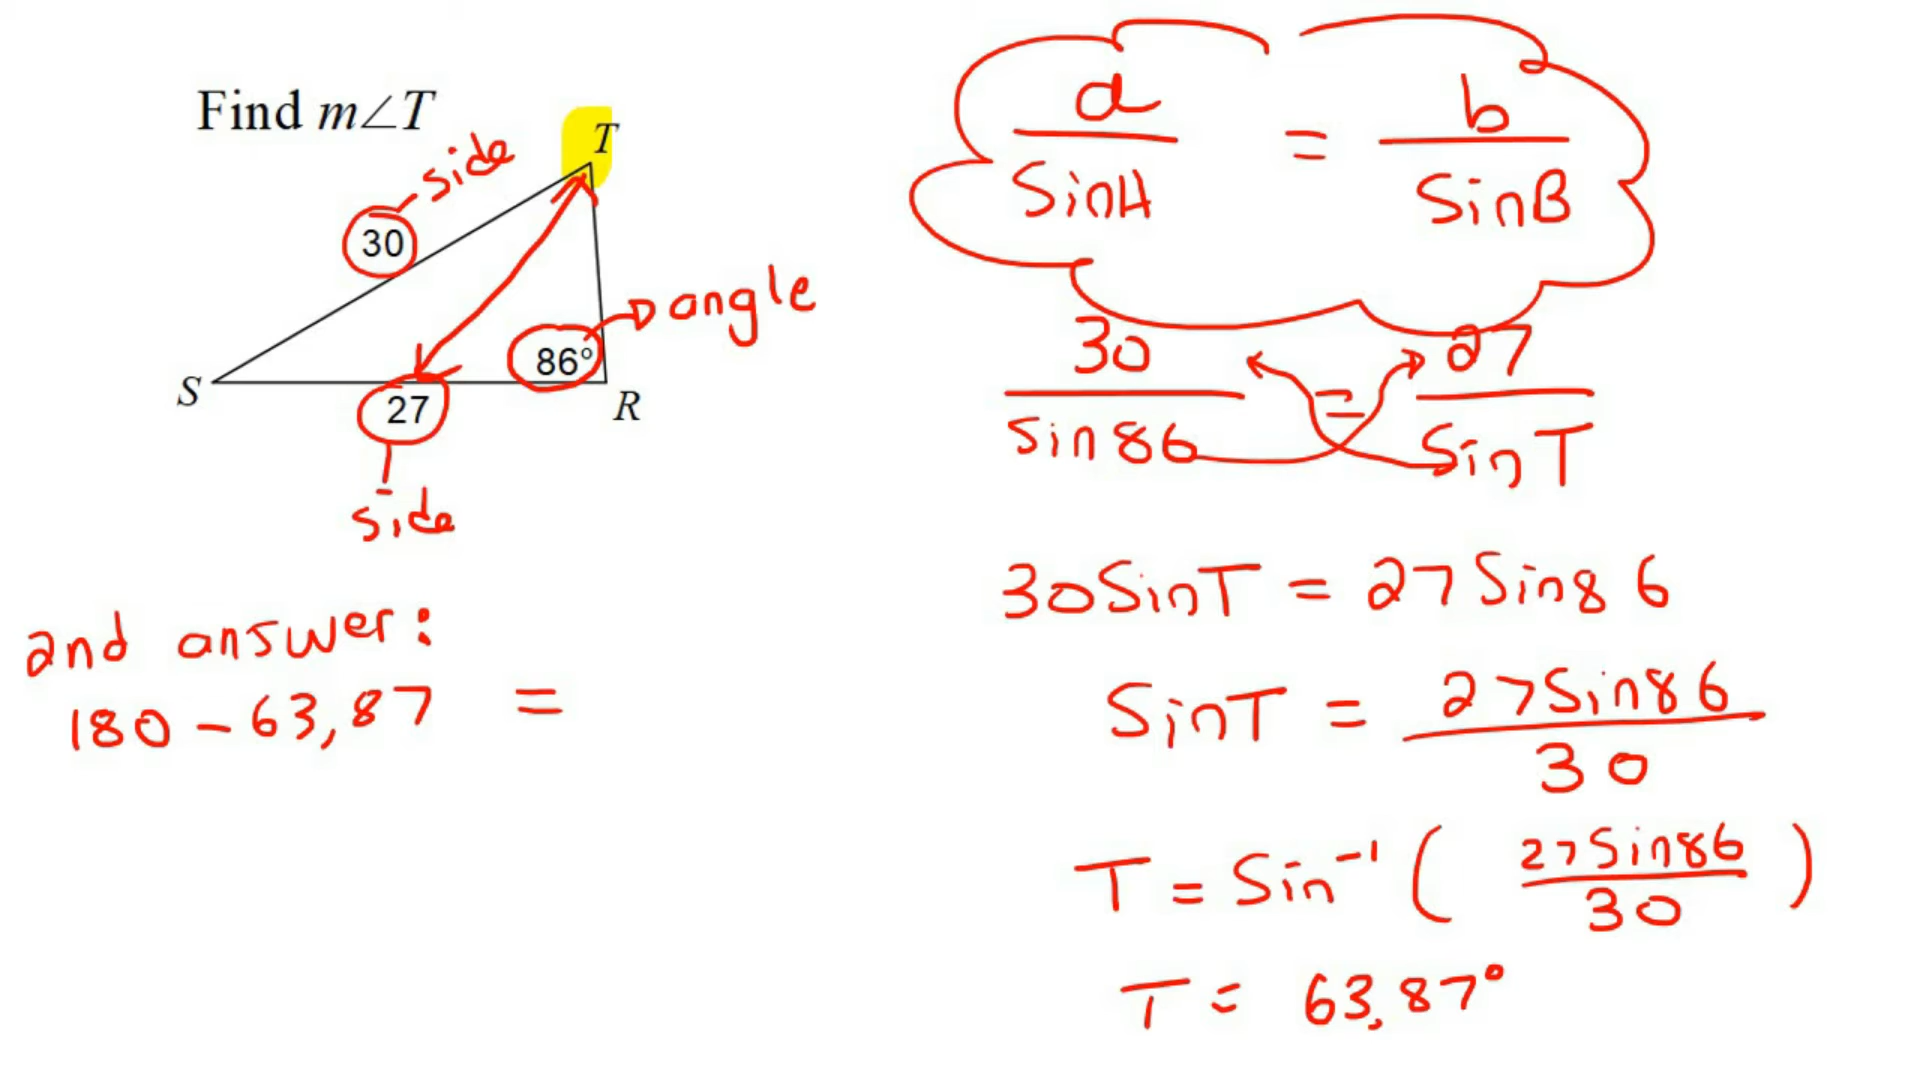 Find m∠T
T
side
30
angle
86°
S
27
R
side
2nd answer:
180 - 63,87 =
a/SinA = b/SinB
30/Sin86 = 27/SinT
30SinT = 27Sin86
SinT = 27Sin86/30
T = Sin⁻¹ ( 27Sin86/30 )
T = 63,87°